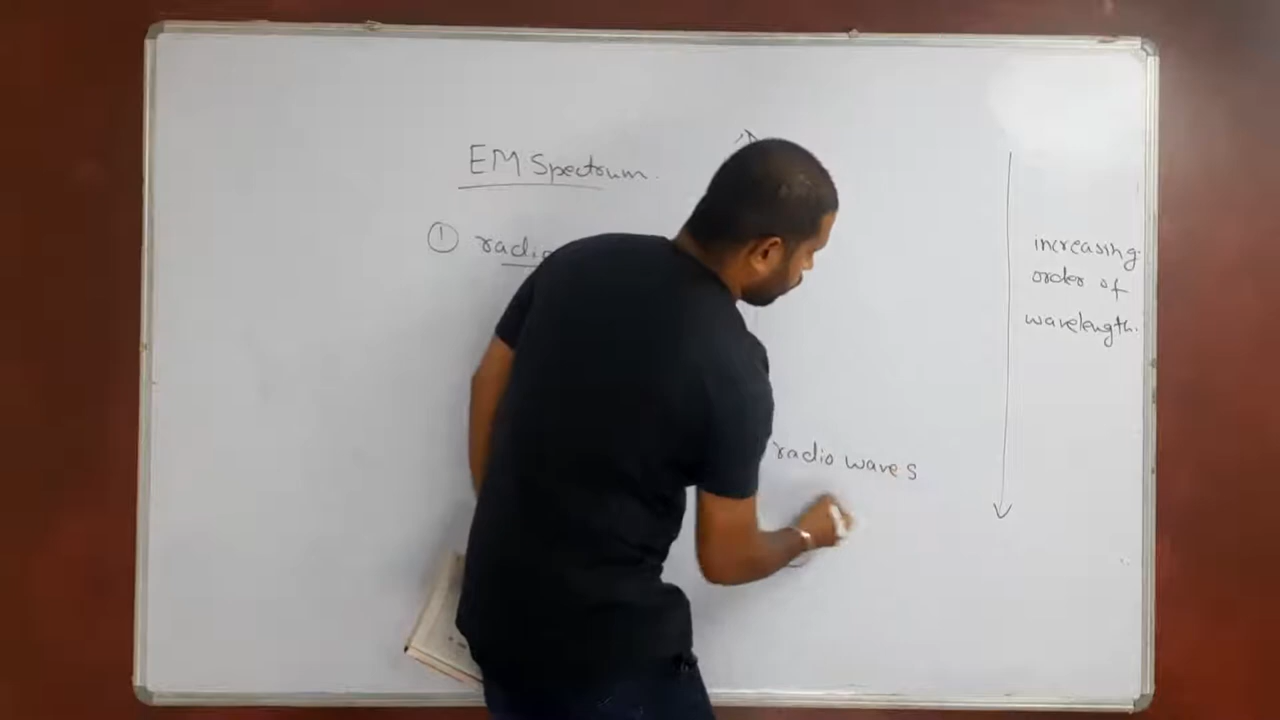 EM Spectrum.
① radio
increasing
order of
wavelength.
radio waves